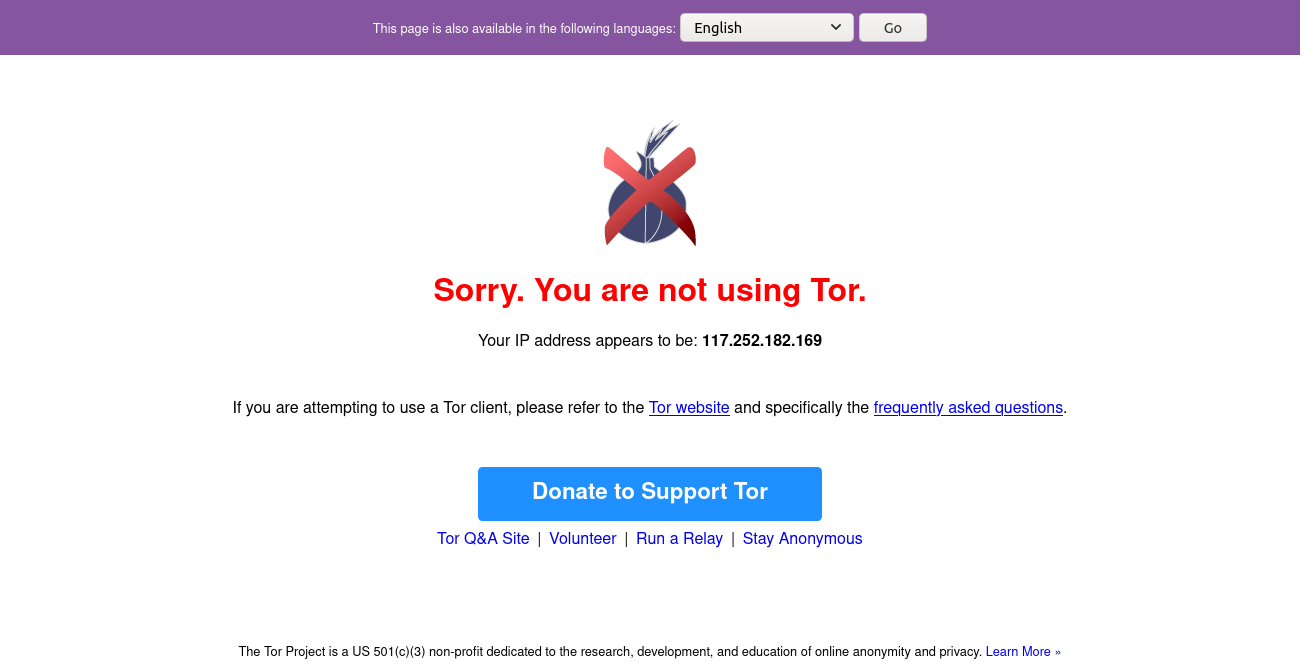 This page is also available in the following languages: English Go
Sorry. You are not using Tor.
Your IP address appears to be: 117.252.182.169
If you are attempting to use a Tor client, please refer to the Tor website and specifically the frequently asked questions.
Donate to Support Tor
Tor Q&A Site | Volunteer | Run a Relay | Stay Anonymous
The Tor Project is a US 501(c)(3) non-profit dedicated to the research, development, and education of online anonymity and privacy. Learn More »